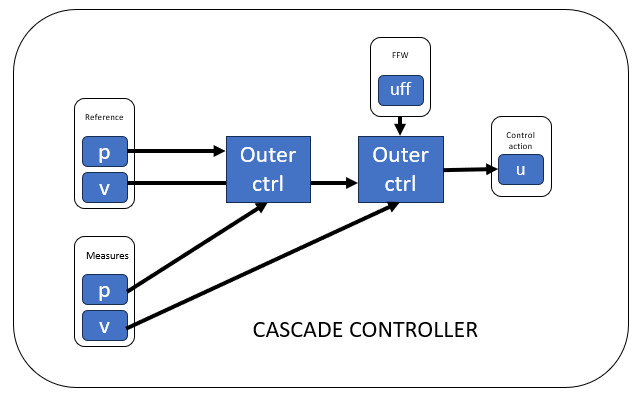 FFW
uff
Reference
p
v
Outer
ctrl
Outer
ctrl
Control
action
u
Measures
p
v
CASCADE CONTROLLER